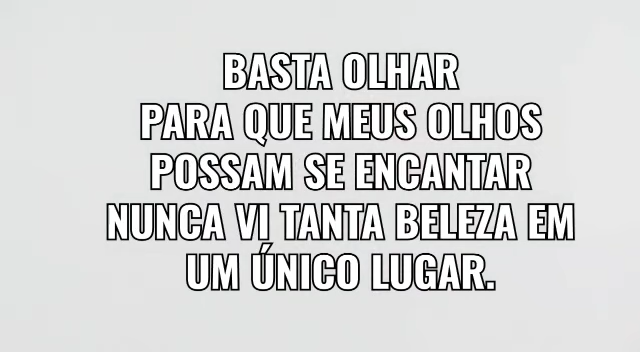 BASTA OLHAR
PARA QUE MEUS OLHOS
POSSAM SE ENCANTAR
NUNCA VI TANTA BELEZA EM
UM ÚNICO LUGAR.